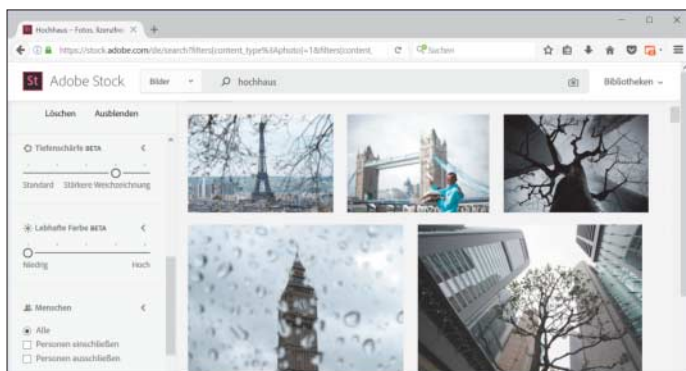 Hochhaus – Fotos, lizenzfrei
https://stock.adobe.com/de/search?filters[content_type%3Aphoto]=1&filters[content_
Suchen
St Adobe Stock Bilder hochhaus Bibliotheken
Löschen Ausblenden
Tiefenschärfe BETA
Standard Stärkere Weichzeichnung
Lebhafte Farbe BETA
Niedrig Hoch
Menschen
Alle
Personen einschließen
Personen ausschließen